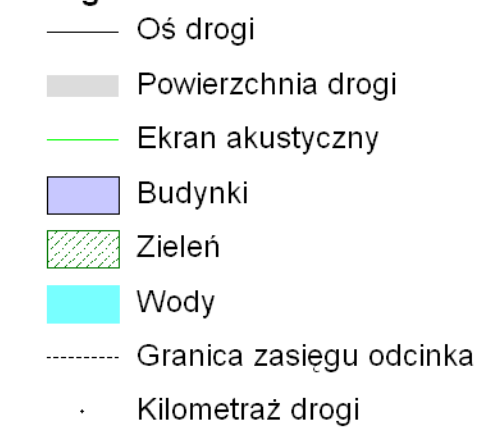 Oś drogi
Powierzchnia drogi
Ekran akustyczny
Budynki
Zieleń
Wody
Granica zasięgu odcinka
Kilometraż drogi